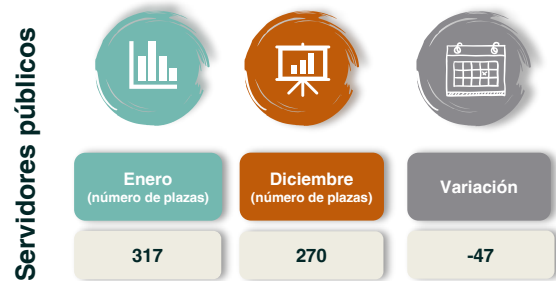 Servidores públicos
Enero
(número de plazas)
Diciembre
(número de plazas)
Variación
317
270
-47